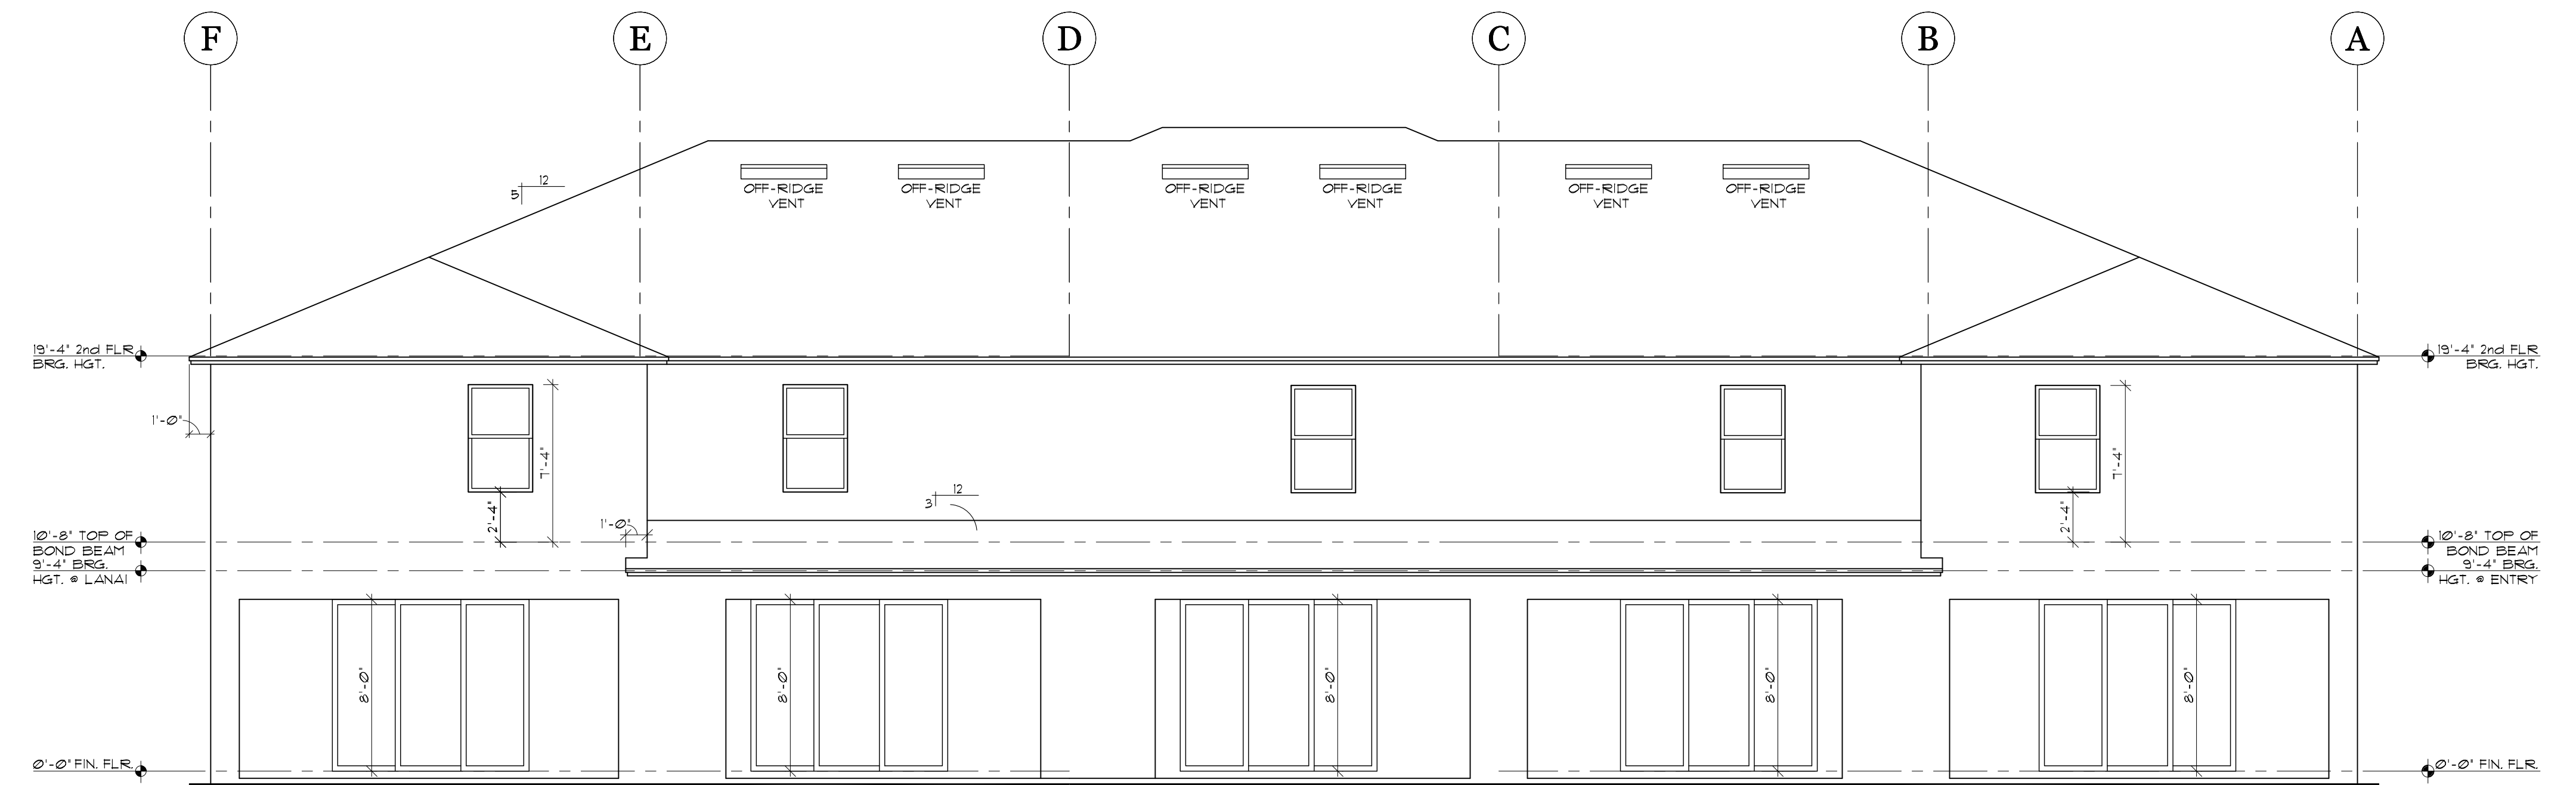 F E D C B A
12
5
OFF-RIDGE VENT
OFF-RIDGE VENT
OFF-RIDGE VENT
OFF-RIDGE VENT
OFF-RIDGE VENT
OFF-RIDGE VENT
19'-4" 2nd FLR
BRG. HGT.
19'-4" 2nd FLR
BRG. HGT.
1'-0"
7'-4"
2'-4"
12
3
1'-0"
7'-4"
2'-4"
10'-8" TOP OF
BOND BEAM
9'-4" BRG.
HGT. @ LANAI
10'-8" TOP OF
BOND BEAM
9'-4" BRG.
HGT. @ ENTRY
8'-0"
8'-0"
8'-0"
8'-0"
8'-0"
0'-0" FIN. FLR.
0'-0" FIN. FLR.